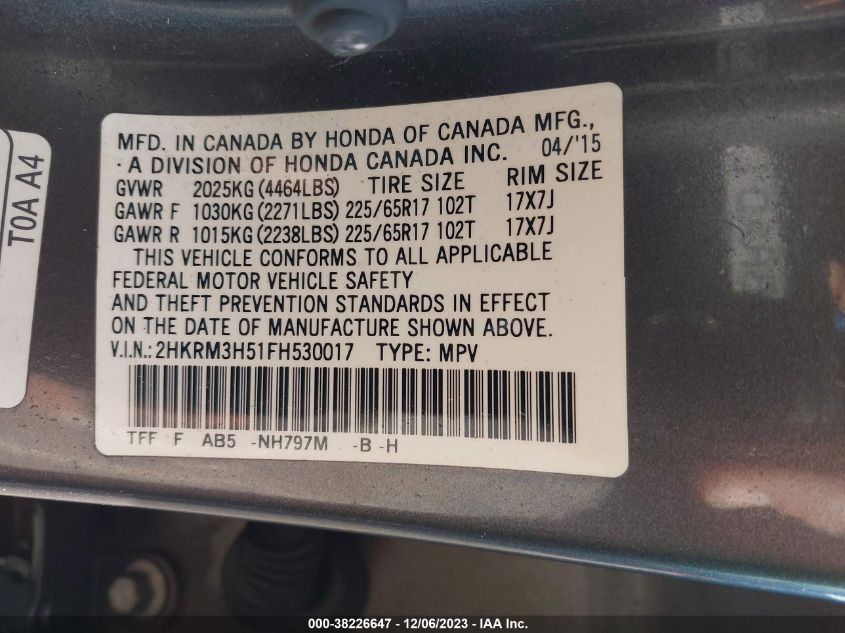 MFD. IN CANADA BY HONDA OF CANADA MFG.,
· A DIVISION OF HONDA CANADA INC. 04/'15
GVWR 2025KG (4464LBS) TIRE SIZE RIM SIZE
GAWR F 1030KG (2271LBS) 225/65R17 102T 17X7J
GAWR R 1015KG (2238LBS) 225/65R17 102T 17X7J
THIS VEHICLE CONFORMS TO ALL APPLICABLE
FEDERAL MOTOR VEHICLE SAFETY
AND THEFT PREVENTION STANDARDS IN EFFECT
ON THE DATE OF MANUFACTURE SHOWN ABOVE.
V.I.N.: 2HKRM3H51FH530017 TYPE: MPV
TFF F AB5 -NH797M -B -H
T0A A4
000-38226647 - 12/06/2023 - IAA Inc.